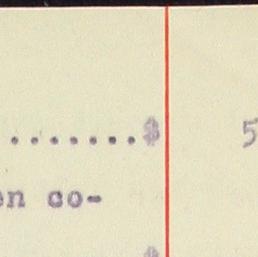 ....... $ 5
en co-
$